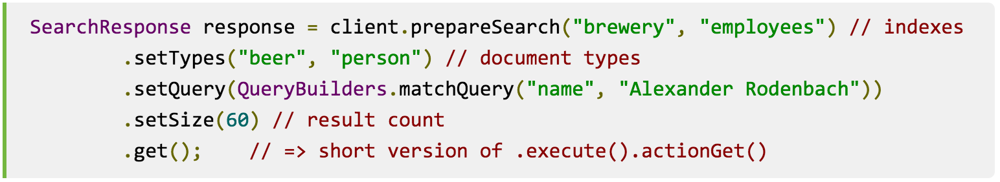 SearchResponse response = client.prepareSearch("brewery", "employees") // indexes
        .setTypes("beer", "person") // document types
        .setQuery(QueryBuilders.matchQuery("name", "Alexander Rodenbach"))
        .setSize(60) // result count
        .get();    // => short version of .execute().actionGet()